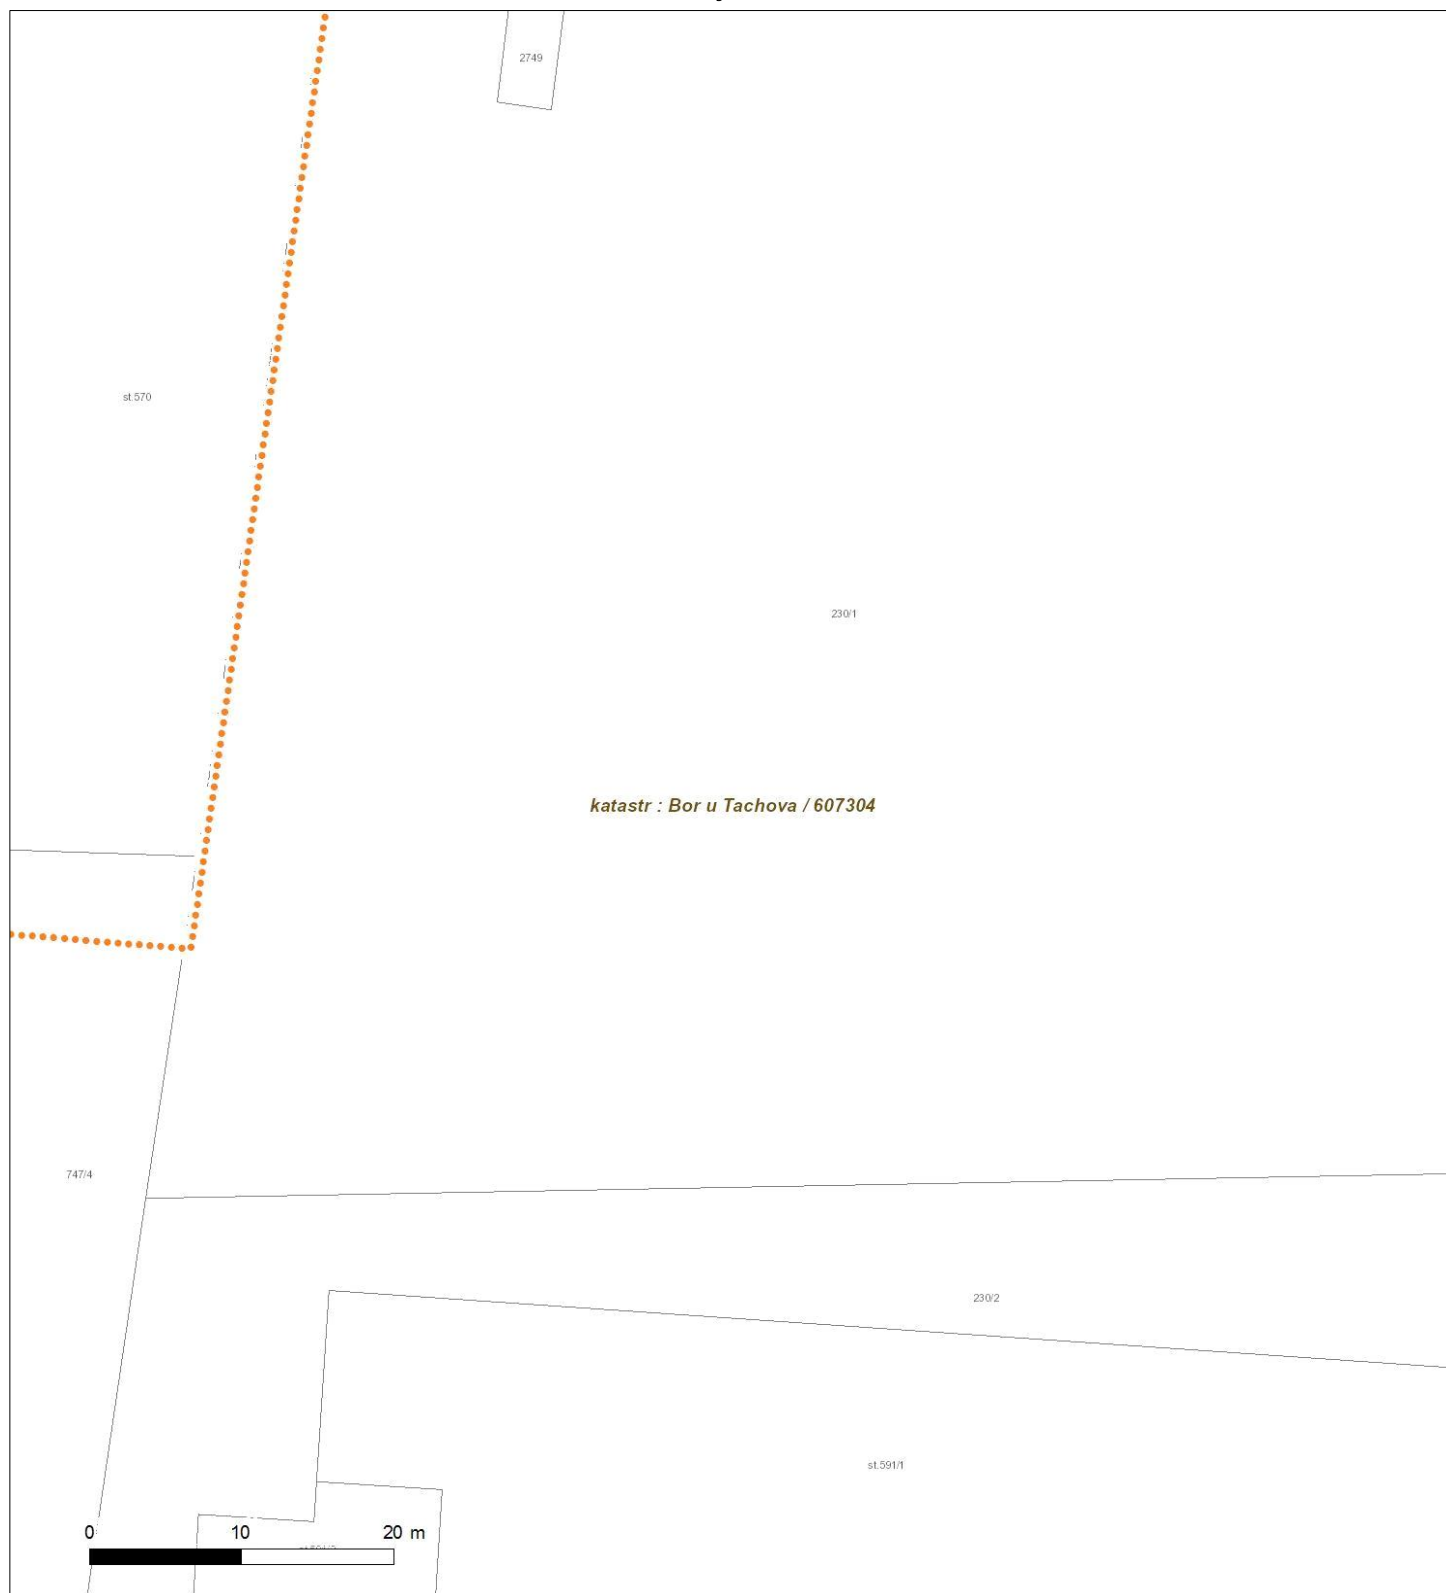 2749
st.570
230/1
katastr : Bor u Tachova / 607304
747/4
230/2
st.591/1
0 10 20 m